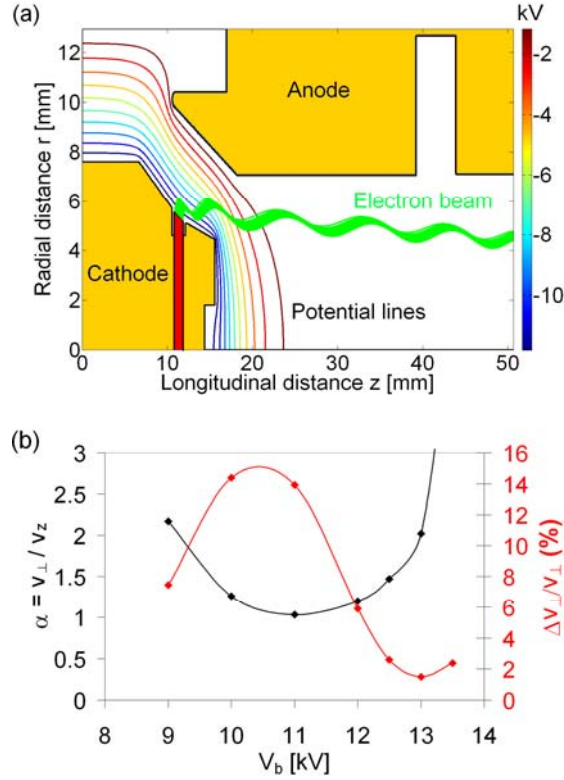 (a)
kV
12
10
8
6
4
2
0
Radial distance r [mm]
Anode
Electron beam
Cathode
Potential lines
-2
-4
-6
-8
-10
0 10 20 30 40 50
Longitudinal distance z [mm]
(b)
3
2.5
2
1.5
1
0.5
0
α = v⊥ / vz
16
14
12
10
8
6
4
2
0
Δv⊥/v⊥ (%)
8 9 10 11 12 13 14
Vb [kV]